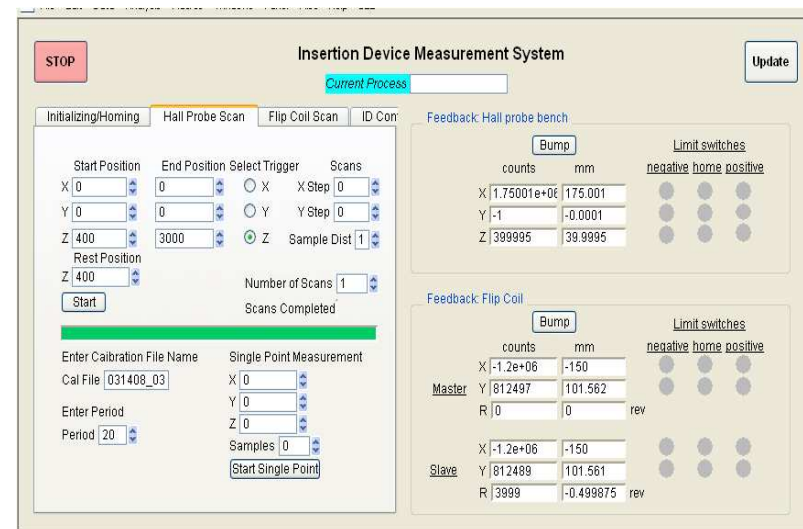 Insertion Device Measurement System
STOP
Update
Current Process
Initializing/Homing Hall Probe Scan Flip Coil Scan ID Con
Start Position End Position Select Trigger Scans
X 0 0 X X Step 0
Y 0 0 Y Y Step 0
Z 400 3000 Z Sample Dist 1
Rest Position
Z 400
Number of Scans 1
Start
Scans Completed
Enter Caibration File Name Single Point Measurement
Cal File 031408_03 X 0
Y 0
Enter Period
Z 0
Period 20
Samples 0
Start Single Point
Feedback: Hall probe bench
Bump Limit switches
counts mm negative home positive
X 1.75001e+06 175.001
Y -1 -0.0001
Z 399995 39.9995
Feedback: Flip Coil
Bump Limit switches
counts mm negative home positive
X -1.2e+06 -150
Master Y 812497 101.562
R 0 0 rev
X -1.2e+06 -150
Slave Y 812489 101.561
R 3999 -0.499875 rev